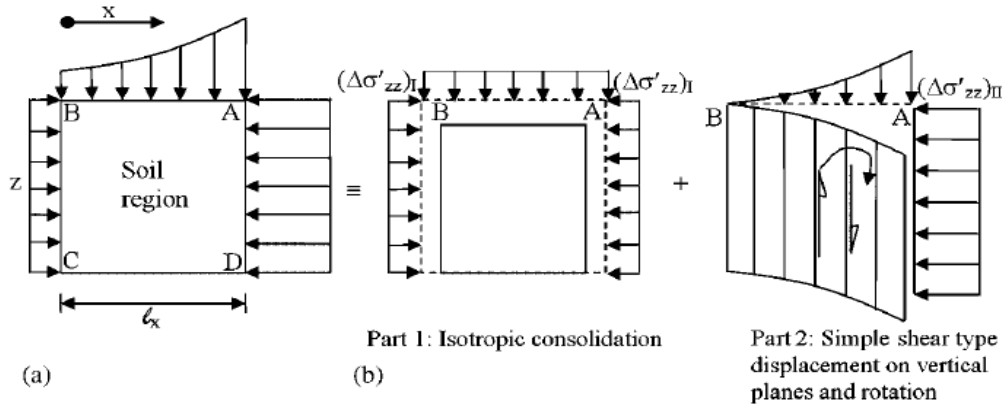 x
B A
z
Soil
region
C D
ℓx
(a)
≡
(Δσ′zz)I (Δσ′zz)I
B A
Part 1: Isotropic consolidation
(b)
+
(Δσ′zz)II
B A
Part 2: Simple shear type
displacement on vertical
planes and rotation